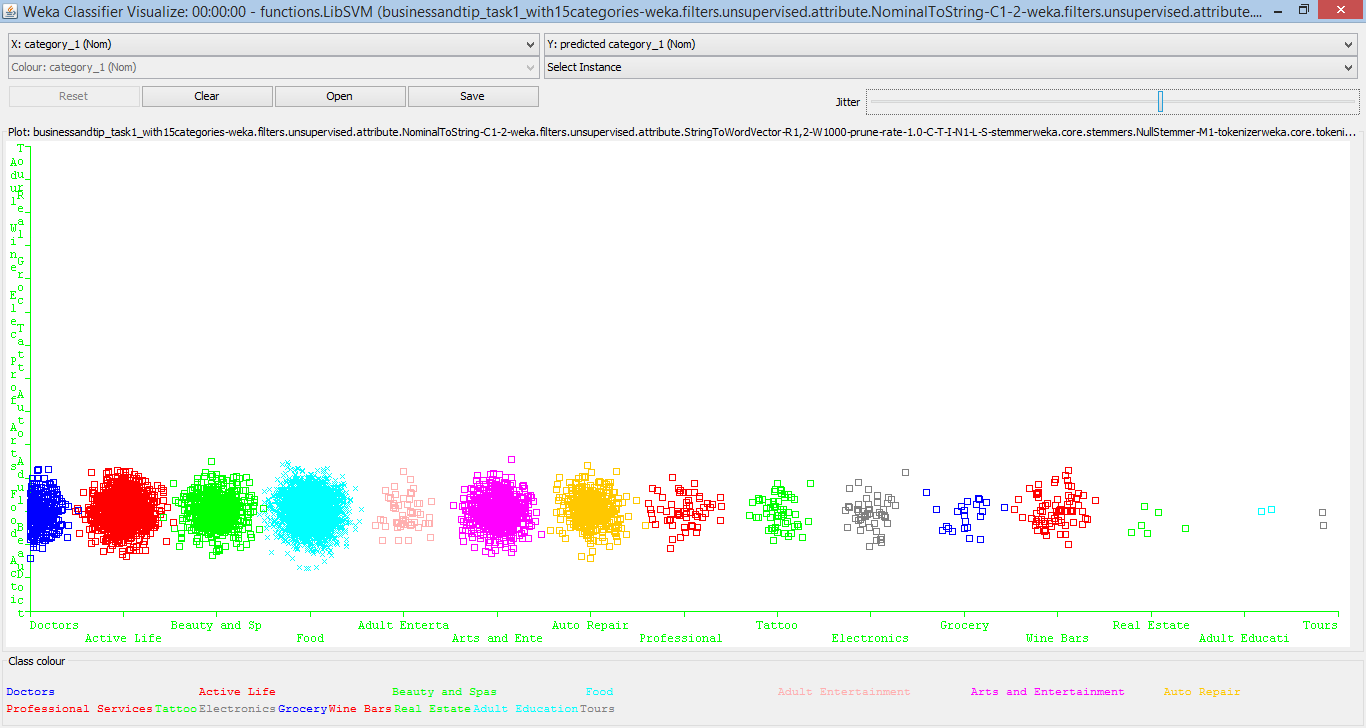 Weka Classifier Visualize: 00:00:00 - functions.LibSVM (businessandtip_task1_with15categories-weka.filters.unsupervised.attribute.NominalToString-C1-2-weka.filters.unsupervised.attribute....
X: category_1 (Nom)
Y: predicted category_1 (Nom)
Colour: category_1 (Nom)
Select Instance
Reset
Clear
Open
Save
Jitter
Plot: businessandtip_task1_with15categories-weka.filters.unsupervised.attribute.NominalToString-C1-2-weka.filters.unsupervised.attribute.StringToWordVector-R1,2-W1000-prune-rate-1.0-C-T-I-N1-L-S-stemmerweka.core.stemmers.NullStemmer-M1-tokenizerweka.core.tokeni...
Doctors
Active Life
Beauty and Sp
Food
Adult Enterta
Arts and Ente
Auto Repair
Professional
Tattoo
Electronics
Grocery
Wine Bars
Real Estate
Adult Educati
Tours
Class colour
Doctors Active Life Beauty and Spas Food Adult Entertainment Arts and Entertainment Auto Repair
Professional Services Tattoo Electronics Grocery Wine Bars Real Estate Adult Education Tours